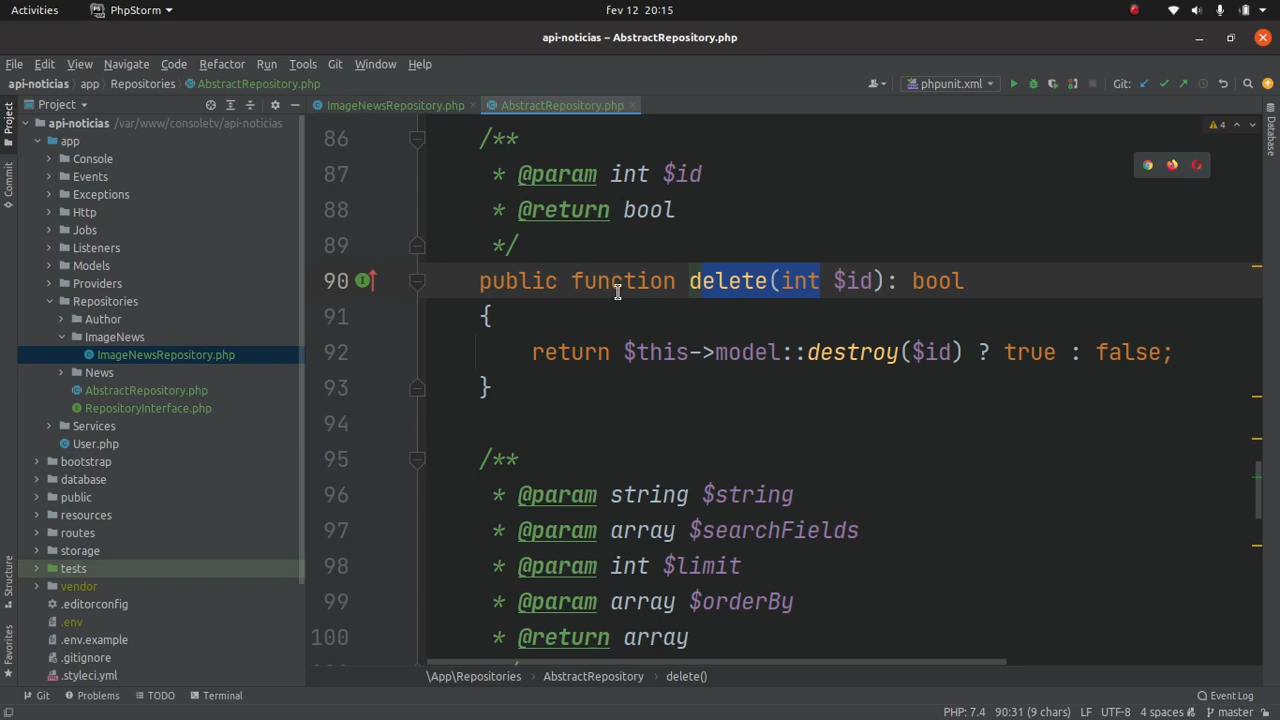 Activities PhpStorm fev 12 20:15
api-noticias – AbstractRepository.php
File Edit View Navigate Code Refactor Run Tools Git Window Help
api-noticias app Repositories AbstractRepository.php phpunit.xml Git:
Project ImageNewsRepository.php AbstractRepository.php
Project
Commit
Structure
Favorites
api-noticias /var/www/consoletv/api-noticias
app
Console
Events
Exceptions
Http
Jobs
Listeners
Models
Providers
Repositories
Author
ImageNews
ImageNewsRepository.php
News
AbstractRepository.php
RepositoryInterface.php
Services
User.php
bootstrap
database
public
resources
routes
storage
tests
vendor
.editorconfig
.env
.env.example
.gitignore
.styleci.yml
4
Database
86 /**
87 * @param int $id
88 * @return bool
89 */
90 public function delete(int $id): bool
91 {
92 return $this->model::destroy($id) ? true : false;
93 }
94
95 /**
96 * @param string $string
97 * @param array $searchFields
98 * @param int $limit
99 * @param array $orderBy
100 * @return array
\App\Repositories AbstractRepository delete()
Git Problems TODO Terminal Event Log
PHP: 7.4 90:31 (9 chars) LF UTF-8 4 spaces master